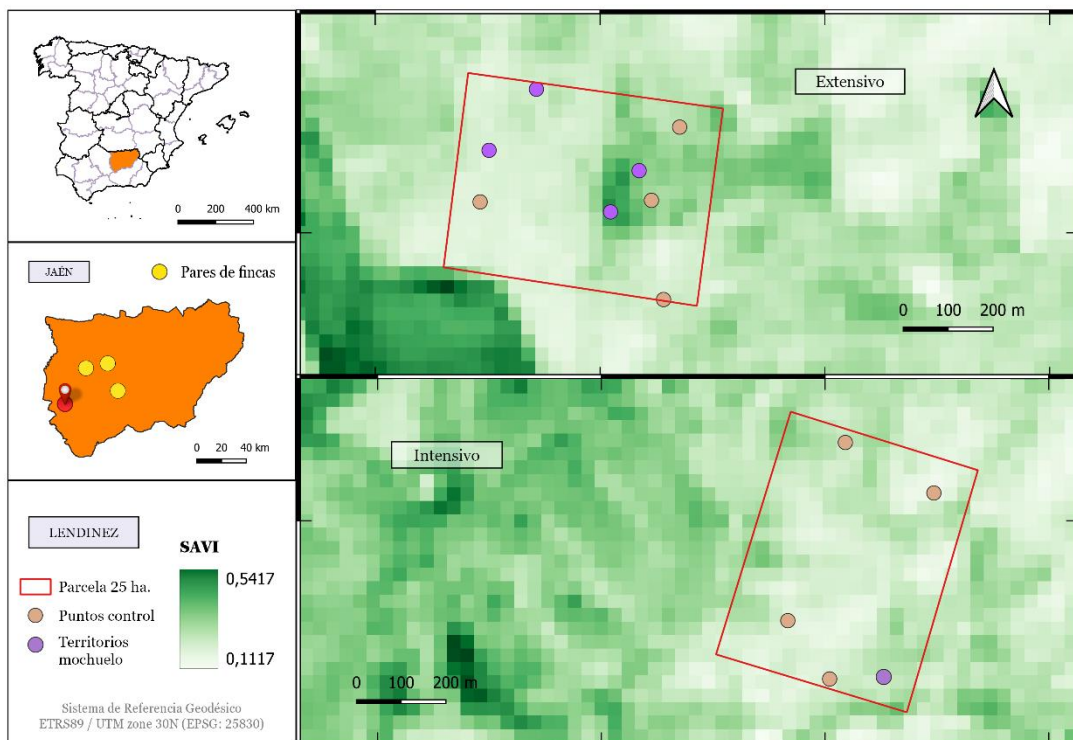 0 200 400 km
JAÉN
Pares de fincas
0 20 40 km
LENDINEZ
SAVI
0,5417
0,1117
Parcela 25 ha.
Puntos control
Territorios
mochuelo
Sistema de Referencia Geodésico
ETRS89 / UTM zone 30N (EPSG: 25830)
Extensivo
0 100 200 m
Intensivo
0 100 200 m